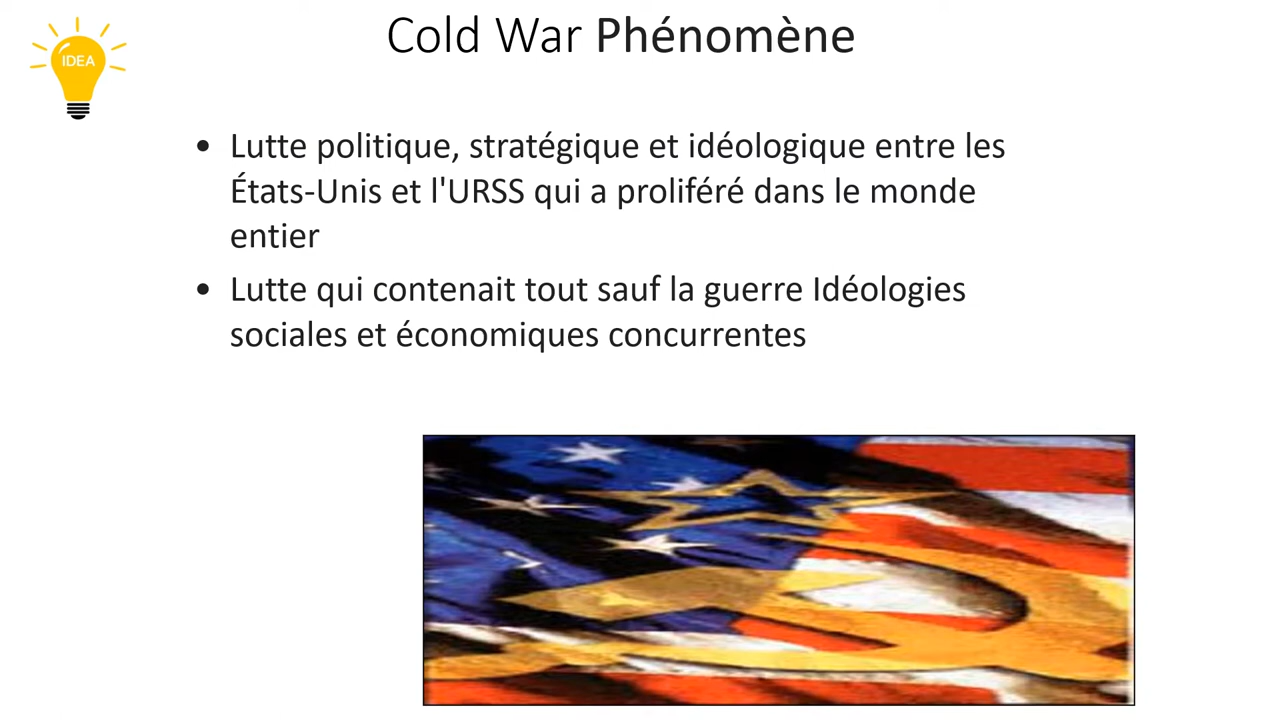 IDEA
Cold War Phénomène
• Lutte politique, stratégique et idéologique entre les
États-Unis et l'URSS qui a proliféré dans le monde
entier
• Lutte qui contenait tout sauf la guerre Idéologies
sociales et économiques concurrentes